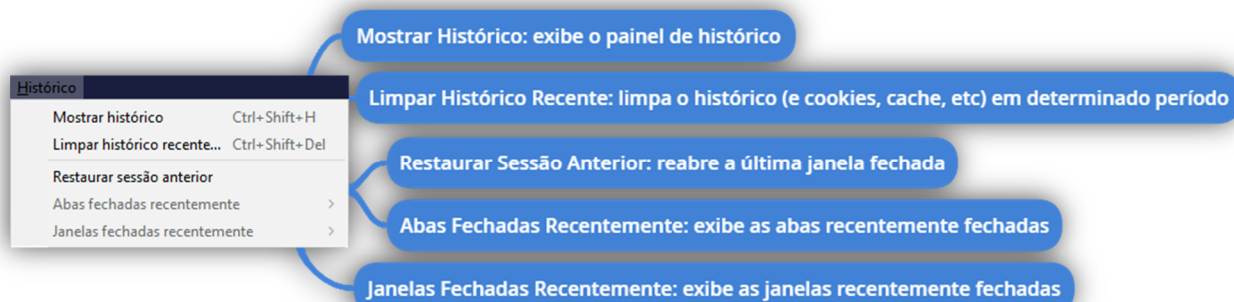 Histórico
Mostrar histórico Ctrl+Shift+H
Limpar histórico recente... Ctrl+Shift+Del
Restaurar sessão anterior
Abas fechadas recentemente
Janelas fechadas recentemente
Mostrar Histórico: exibe o painel de histórico
Limpar Histórico Recente: limpa o histórico (e cookies, cache, etc) em determinado período
Restaurar Sessão Anterior: reabre a última janela fechada
Abas Fechadas Recentemente: exibe as abas recentemente fechadas
Janelas Fechadas Recentemente: exibe as janelas recentemente fechadas